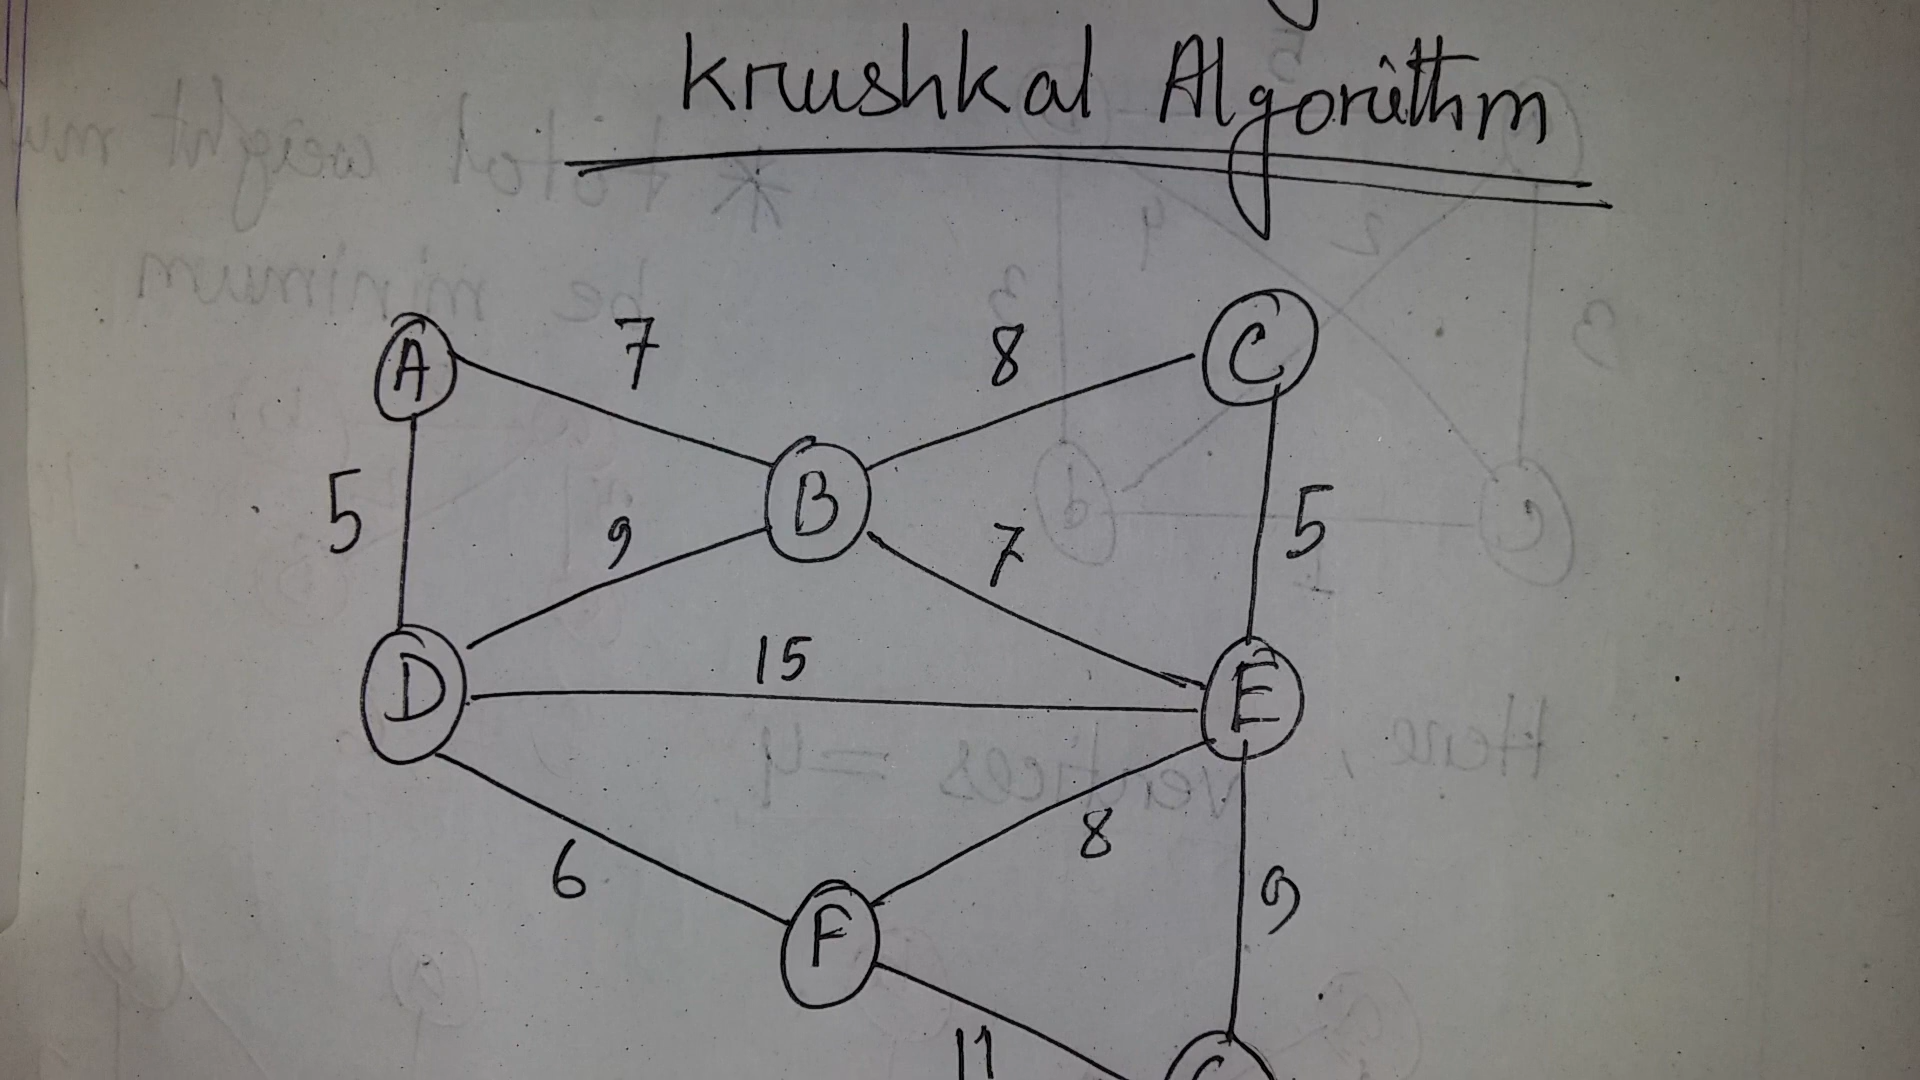 Krushkal Algorithm
A 7 8 C
B
5 9 7 5
D 15 E
6 8 9
F
11